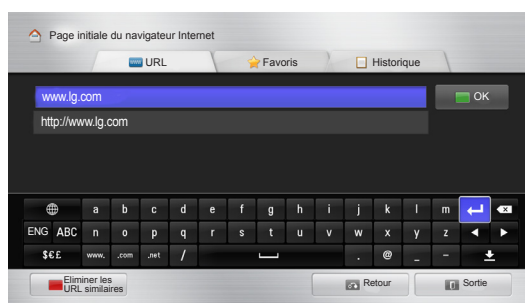 Page initiale du navigateur Internet
URL Favoris Historique
www.lg.com OK
http://www.lg.com
a b c d e f g h i j k l m
ENG ABC n o p q r s t u v w x y z
$€£ www. .com .net / . @ _ -
Eliminer les
URL similaires
Retour Sortie